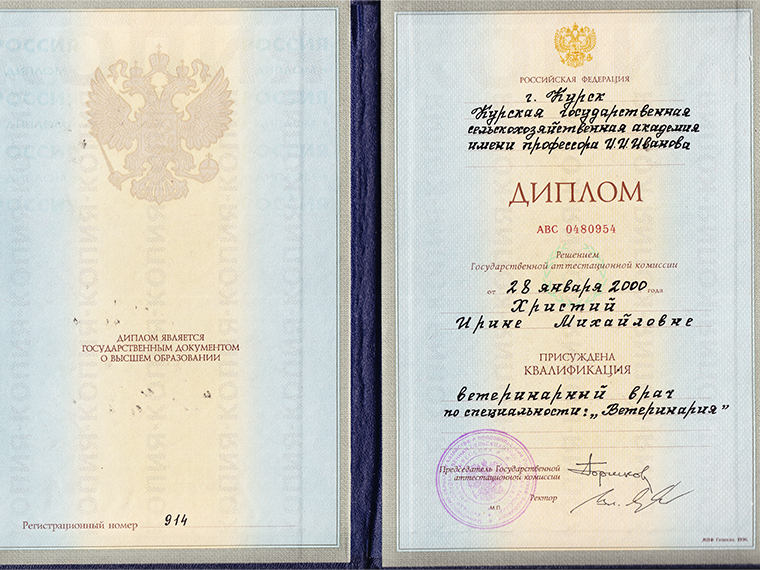 ДИПЛОМ ЯВЛЯЕТСЯ
ГОСУДАРСТВЕННЫМ ДОКУМЕНТОМ
О ВЫСШЕМ ОБРАЗОВАНИИ
Регистрационный номер 914
РОССИЙСКАЯ ФЕДЕРАЦИЯ
г. Курск
Курская государственная
сельскохозяйственная академия
имени профессора И.И.Иванова
ДИПЛОМ
АВС 0480954
Решением
Государственной аттестационной комиссии
от 28 января 2000 года
Христий
Ирине Михайловне
ПРИСУЖДЕНА
КВАЛИФИКАЦИЯ
ветеринарный врач
по специальности: „Ветеринария"
Председатель Государственной
аттестационной комиссии
Ректор
М.П.